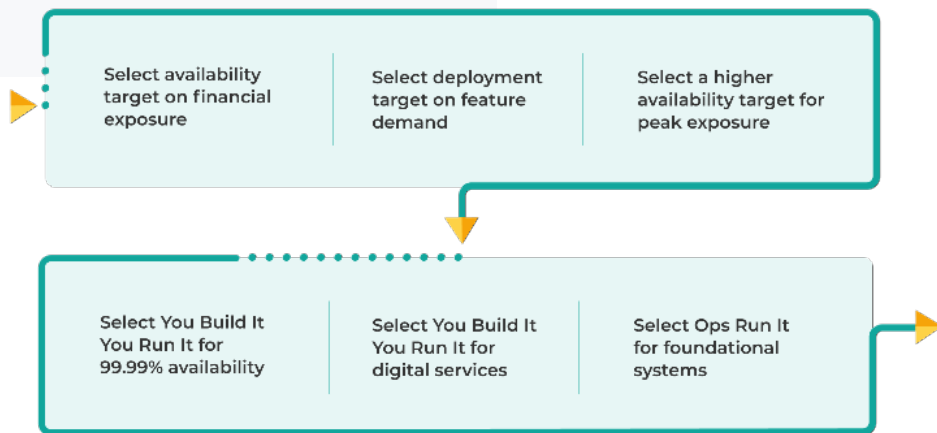 Select availability
target on financial
exposure
Select deployment
target on feature
demand
Select a higher
availability target for
peak exposure
Select You Build It
You Run It for
99.99% availability
Select You Build It
You Run It for
digital services
Select Ops Run It
for foundational
systems